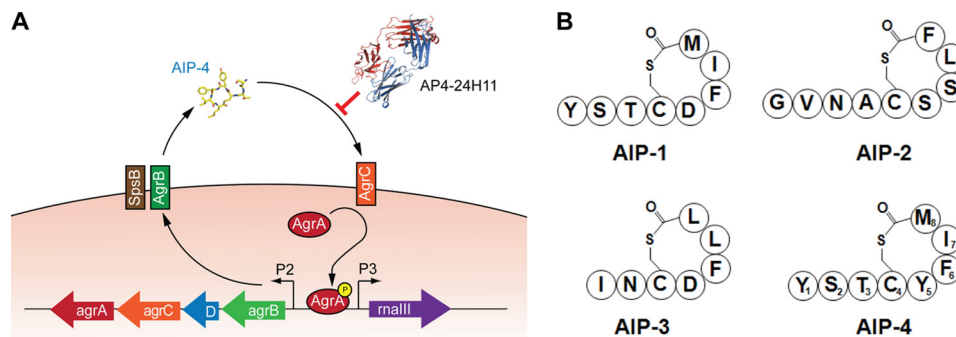 A
AIP-4
AP4-24H11
SpsB
AgrB
AgrC
AgrA
P2
P3
P
AgrA
agrA
agrC
D
agrB
rnaIII
B
O
S
M
I
F
Y S T C D
AIP-1
O
S
F
L
S
G V N A C S
AIP-2
O
S
L
L
F
I N C D
AIP-3
O
S
M8
I7
F6
Y1 S2 T3 C4 Y5
AIP-4